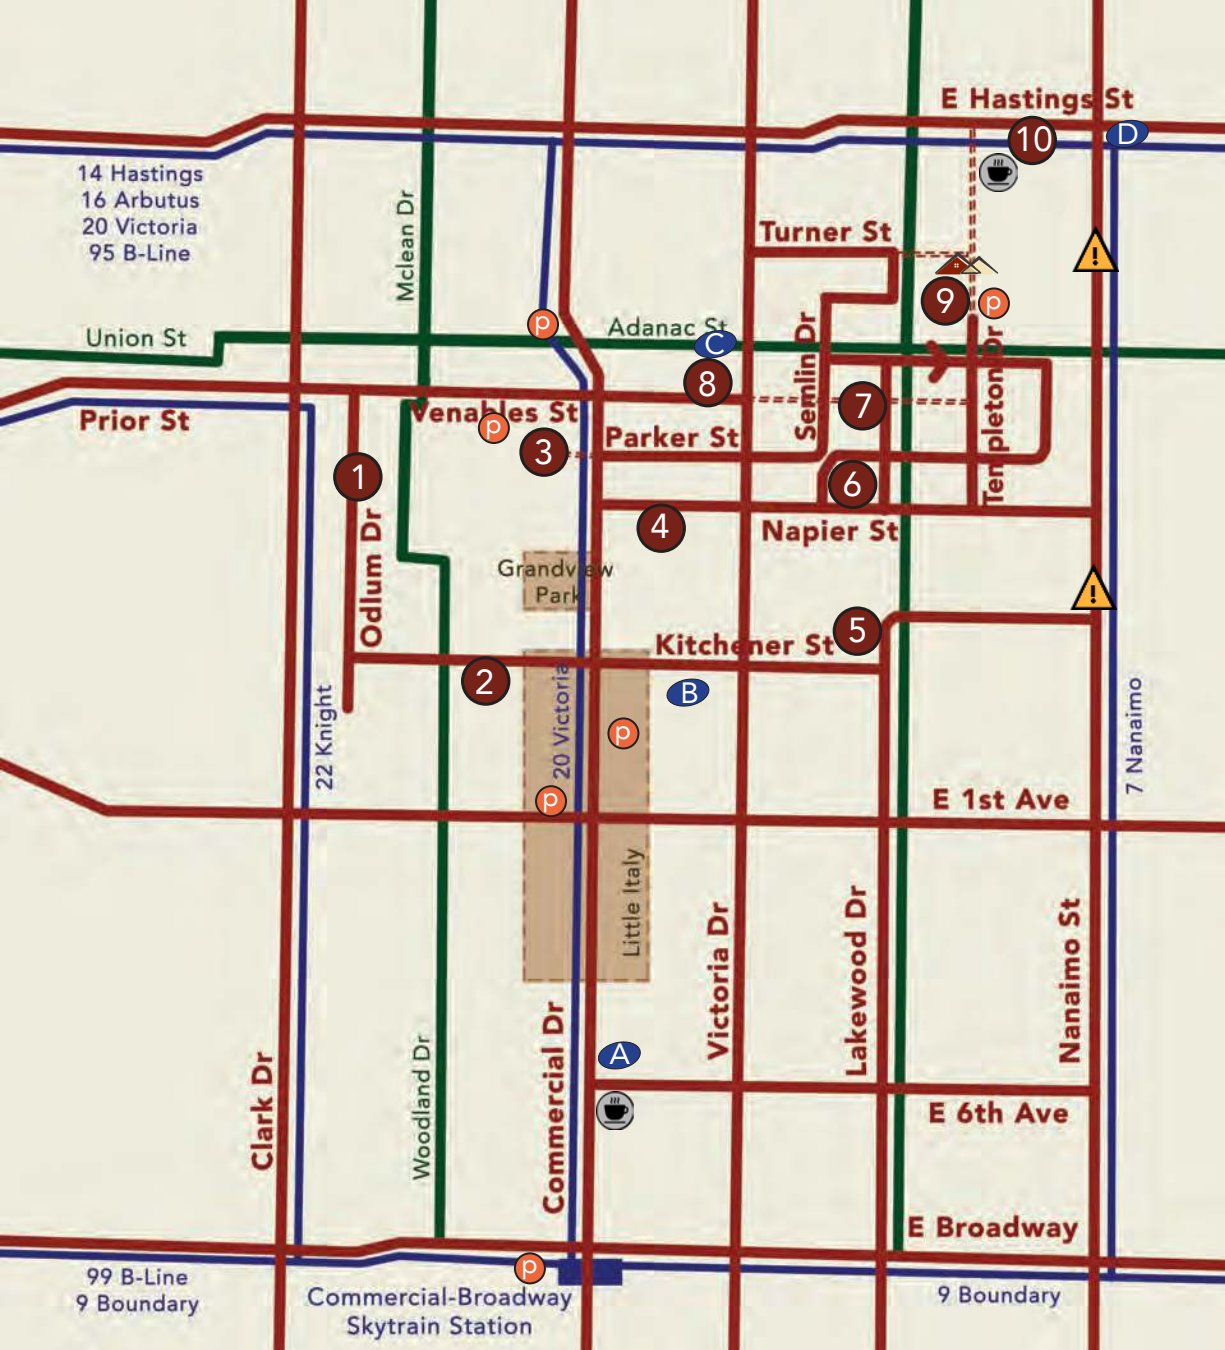 E Hastings St
D
10
14 Hastings
16 Arbutus
20 Victoria
95 B-Line
Mclean Dr
Turner St
!
9
p
p
Union St
Adanac St
C
Semlin Dr
Templeton Dr
8
7
Prior St
Venables St
p
Parker St
3
1
6
4
Napier St
Odlum Dr
Grandview
Park
!
5
Kitchener St
2
B
20 Victoria
22 Knight
7 Nanaimo
p
p
E 1st Ave
Little Italy
Victoria Dr
Lakewood Dr
Nanaimo St
Commercial Dr
Woodland Dr
Clark Dr
A
E 6th Ave
E Broadway
p
99 B-Line
9 Boundary
Commercial-Broadway
Skytrain Station
9 Boundary